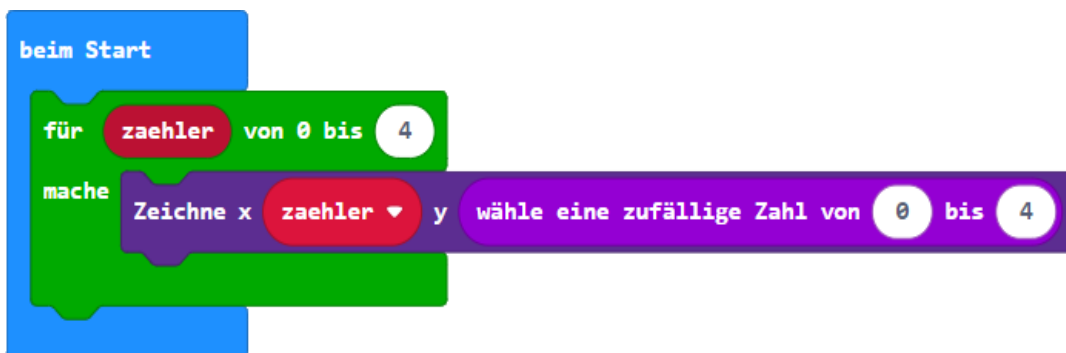 beim Start
für zaehler von 0 bis 4
mache
Zeichne x zaehler y wähle eine zufällige Zahl von 0 bis 4